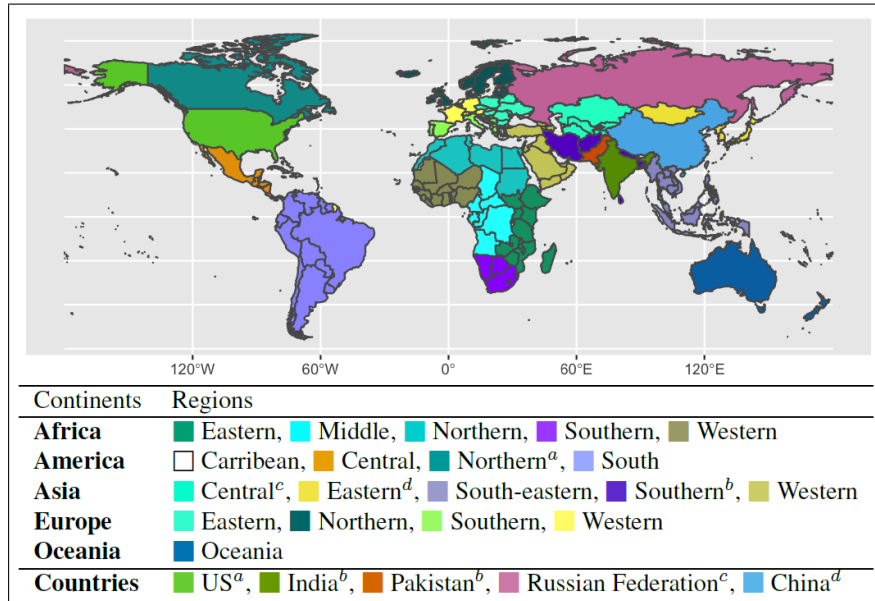 120°W 60°W 0° 60°E 120°E
Continents Regions
Africa Eastern, Middle, Northern, Southern, Western
America Carribean, Central, Northernᵃ, South
Asia Centralᶜ, Easternᵈ, South-eastern, Southernᵇ, Western
Europe Eastern, Northern, Southern, Western
Oceania Oceania
Countries USᵃ, Indiaᵇ, Pakistanᵇ, Russian Federationᶜ, Chinaᵈ